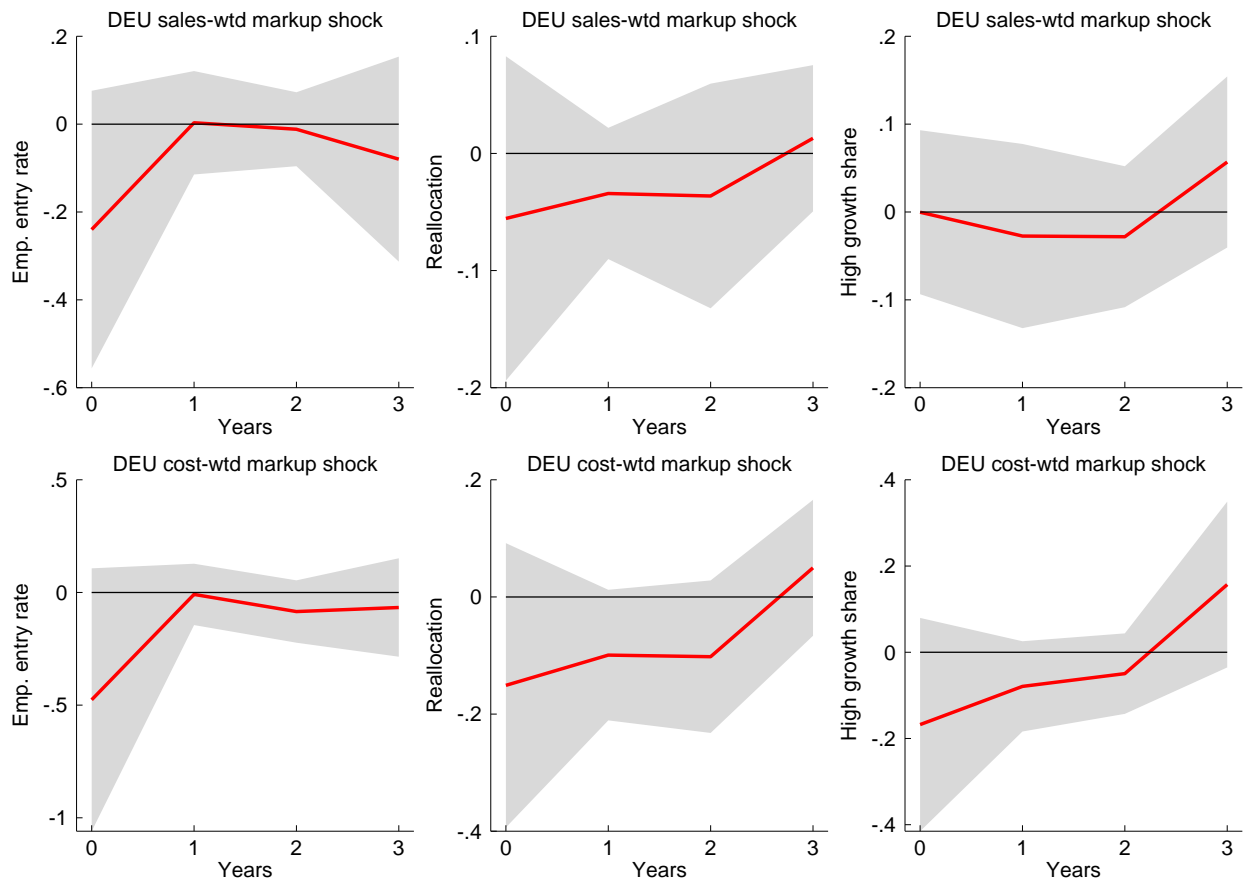 DEU sales-wtd markup shock
Emp. entry rate
.2
0
-.2
-.4
-.6
0 1 2 3
Years
DEU sales-wtd markup shock
Reallocation
.1
0
-.1
-.2
0 1 2 3
Years
DEU sales-wtd markup shock
High growth share
.2
.1
0
-.1
-.2
0 1 2 3
Years
DEU cost-wtd markup shock
Emp. entry rate
.5
0
-.5
-1
0 1 2 3
Years
DEU cost-wtd markup shock
Reallocation
.2
0
-.2
-.4
0 1 2 3
Years
DEU cost-wtd markup shock
High growth share
.4
.2
0
-.2
-.4
0 1 2 3
Years